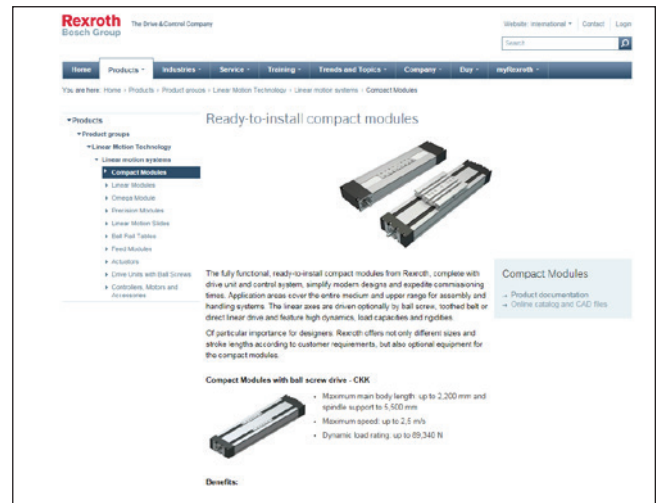 Rexroth
Bosch Group
The Drive & Control Company
Website: International
Contact
Login
Search
Home
Products
Industries
Service
Training
Trends and Topics
Company
Buy
myRexroth
You are here: Home › Products › Product groups › Linear Motion Technology › Linear motion systems › Compact Modules
Products
Product groups
Linear Motion Technology
Linear motion systems
Compact Modules
Linear Modules
Omega Module
Precision Modules
Linear Motion Slides
Ball Rail Tables
Feed Modules
Actuators
Drive Units with Ball Screws
Controllers, Motors and
Accessories
Ready-to-install compact modules
The fully functional, ready-to-install compact modules from Rexroth, complete with
drive unit and control system, simplify modern designs and expedite commissioning
times. Application areas cover the entire medium and upper range for assembly and
handling systems. The linear axes are driven optionally by ball screw, toothed belt or
direct linear drive and feature high dynamics, load capacities and rigidities.
Of particular importance for designers: Rexroth offers not only different sizes and
stroke lengths according to customer requirements, but also optional equipment for
the compact modules.
Compact Modules
→ Product documentation
→ Online catalog and CAD files
Compact Modules with ball screw drive - CKK
• Maximum main body length: up to 2,200 mm and
spindle support to 5,500 mm
• Maximum speed: up to 2,5 m/s
• Dynamic load rating: up to 89,340 N
Benefits: